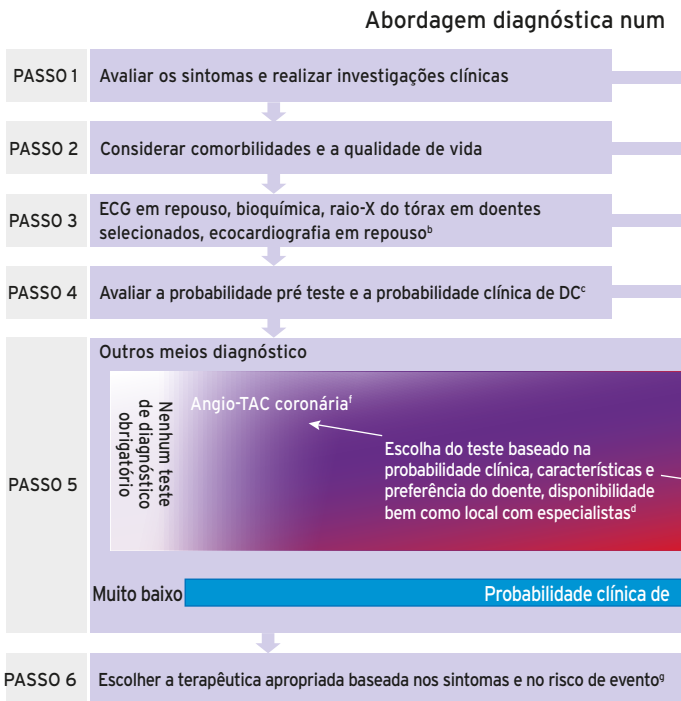 Abordagem diagnóstica num
PASSO 1
Avaliar os sintomas e realizar investigações clínicas
PASSO 2
Considerar comorbilidades e a qualidade de vida
PASSO 3
ECG em repouso, bioquímica, raio-X do tórax em doentes
selecionados, ecocardiografia em repousoᵇ
PASSO 4
Avaliar a probabilidade pré teste e a probabilidade clínica de DCᶜ
PASSO 5
Outros meios diagnóstico
Nenhum teste
de diagnóstico
obrigatório
Angio-TAC coronáriaᶠ
Escolha do teste baseado na
probabilidade clínica, características e
preferência do doente, disponibilidade
bem como local com especialistasᵈ
Muito baixo
Probabilidade clínica de
PASSO 6
Escolher a terapêutica apropriada baseada nos sintomas e no risco de eventoᵍ